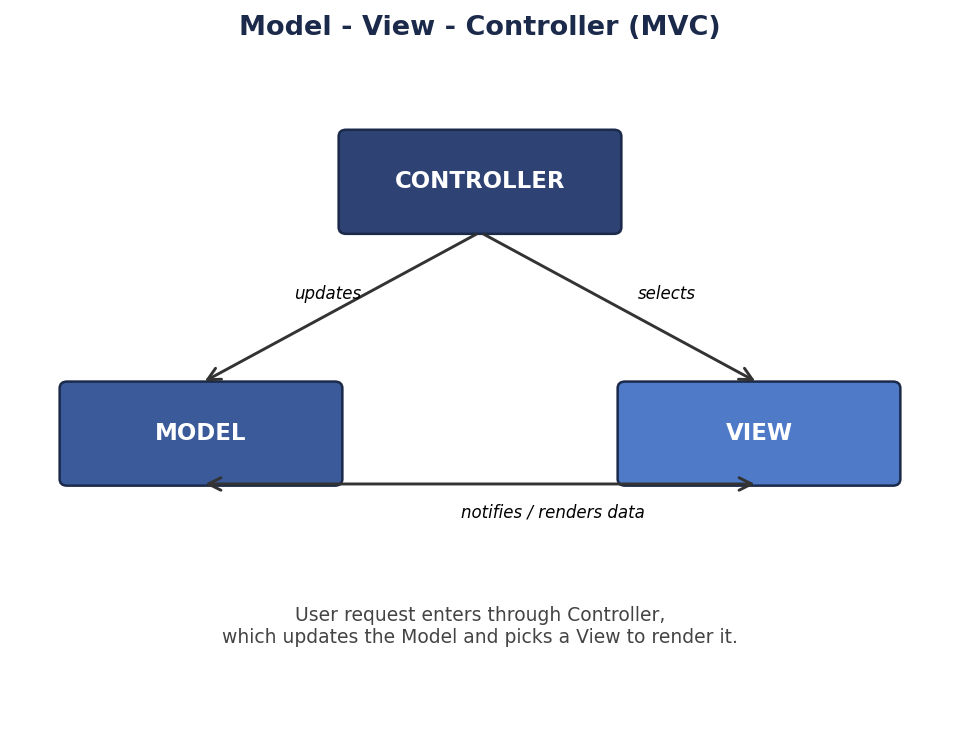 Model - View - Controller (MVC)
CONTROLLER
updates
selects
MODEL
VIEW
notifies / renders data
User request enters through Controller,
which updates the Model and picks a View to render it.